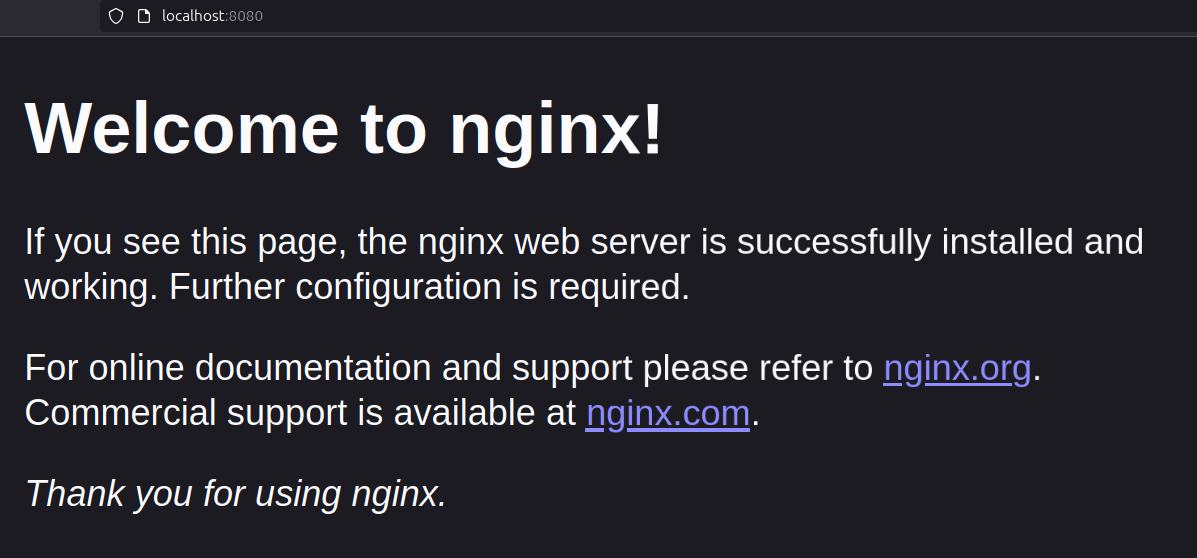 localhost:8080
Welcome to nginx!
If you see this page, the nginx web server is successfully installed and
working. Further configuration is required.
For online documentation and support please refer to nginx.org.
Commercial support is available at nginx.com.
Thank you for using nginx.